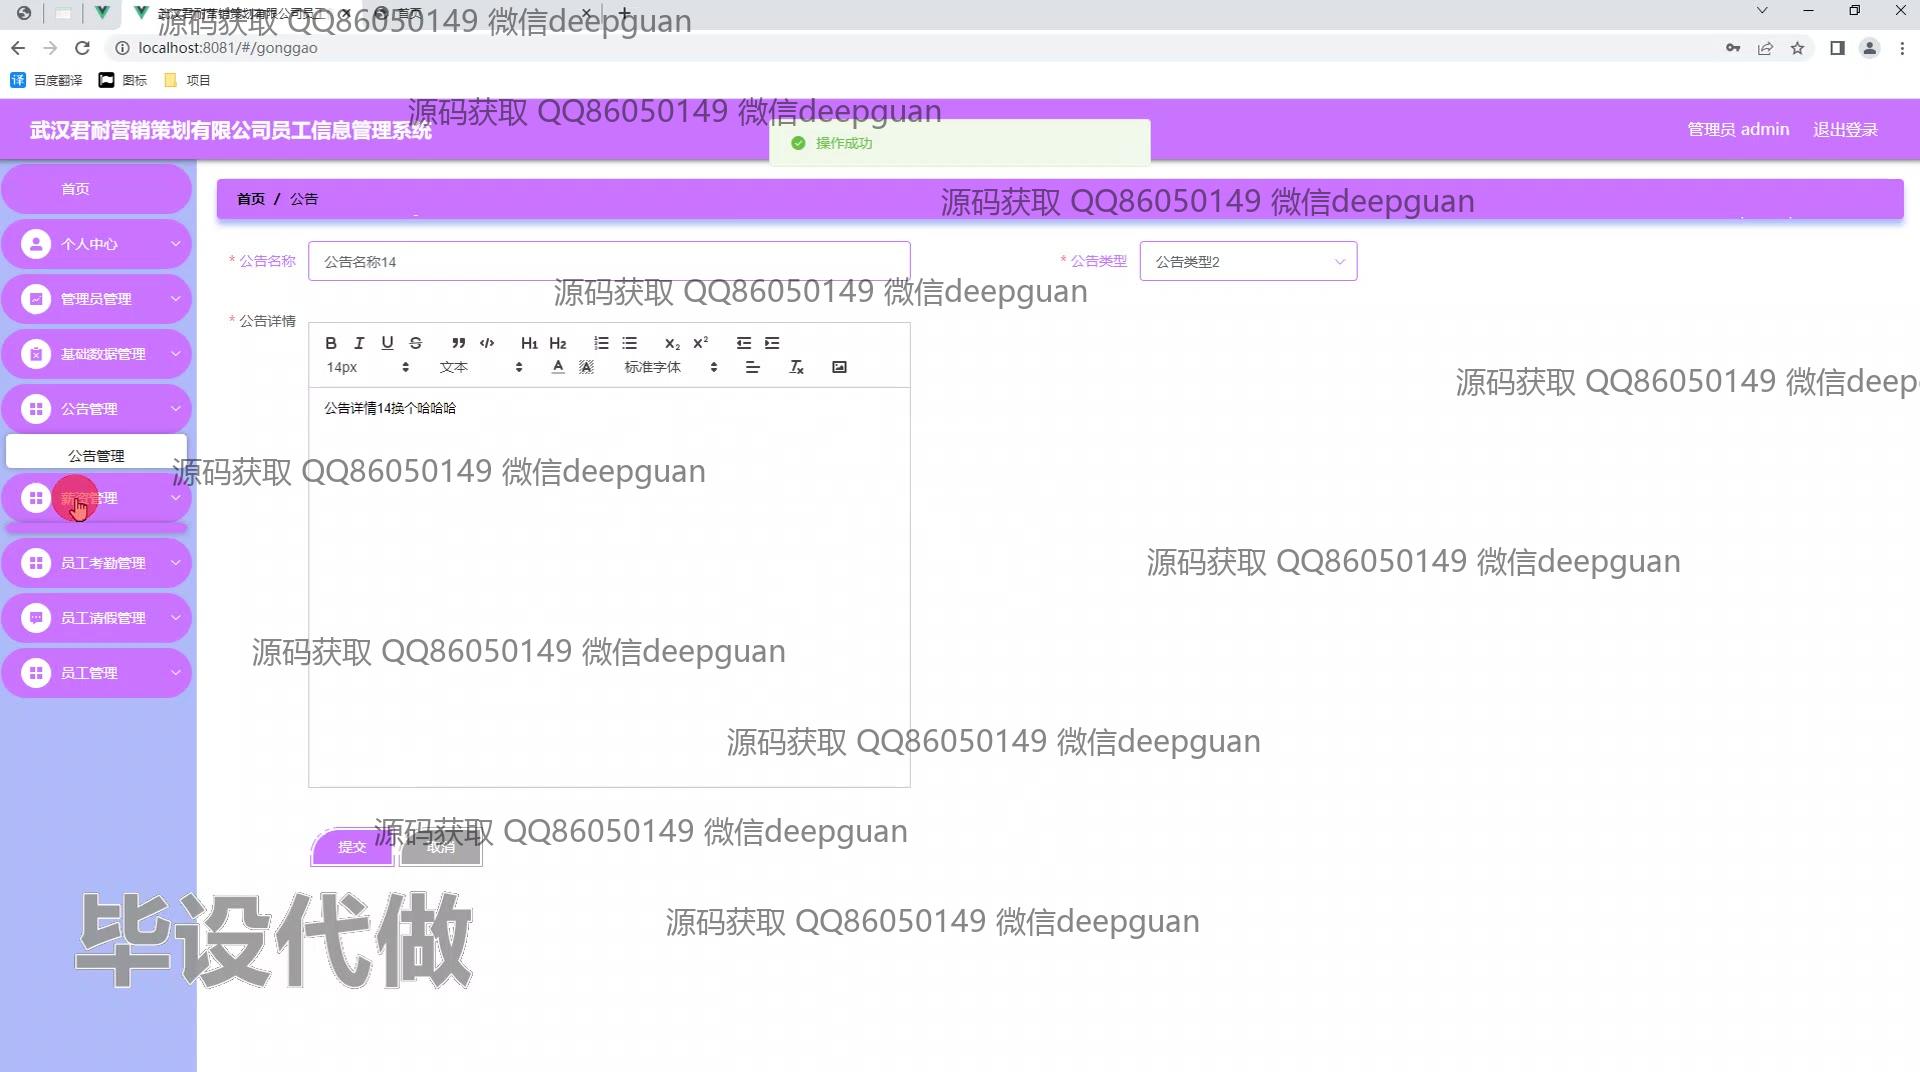 武汉君耐营销策划有限公司员工
首页
源码获取 QQ86050149 微信deepguan
localhost:8081/#/gonggao
百度翻译
图标
项目
源码获取 QQ86050149 微信deepguan
武汉君耐营销策划有限公司员工信息管理系统
操作成功
管理员 admin
退出登录
首页
首页 / 公告
源码获取 QQ86050149 微信deepguan
个人中心
* 公告名称
公告名称14
* 公告类型
公告类型2
管理员管理
源码获取 QQ86050149 微信deepguan
* 公告详情
B I U S ” </> H1 H2 X2 X2
14px
文本
A
标准字体
基础数据管理
源码获取 QQ86050149 微信deep
公告管理
公告详情14换个哈哈哈
公告管理
源码获取 QQ86050149 微信deepguan
薪资管理
员工考勤管理
源码获取 QQ86050149 微信deepguan
员工请假管理
源码获取 QQ86050149 微信deepguan
员工管理
源码获取 QQ86050149 微信deepguan
源码获取 QQ86050149 微信deepguan
提交
取消
源码获取 QQ86050149 微信deepguan
毕设代做